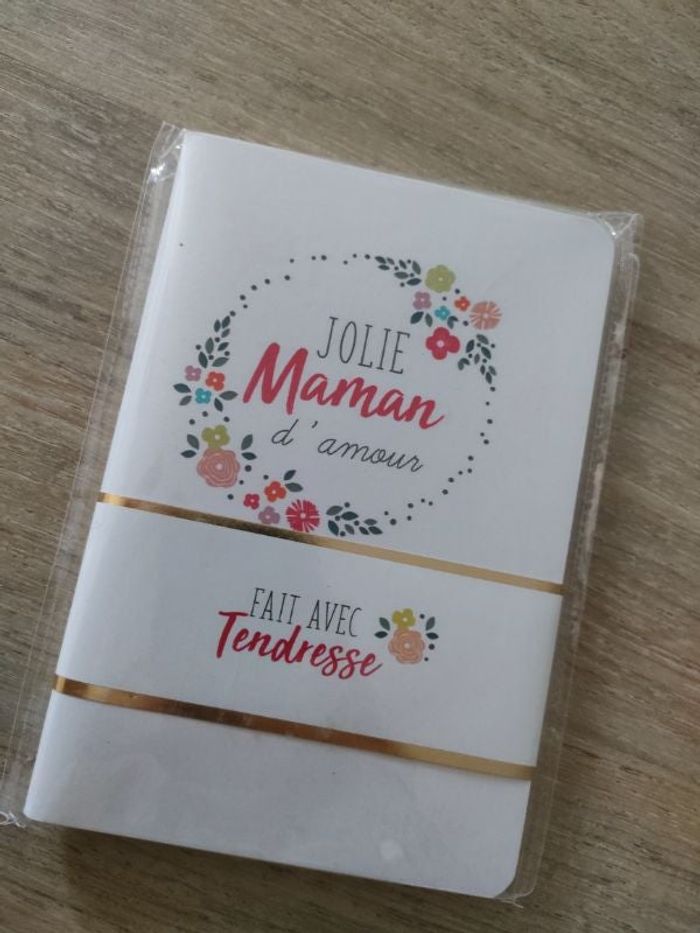 JOLIE
Maman
d'amour
FAIT AVEC
Tendresse